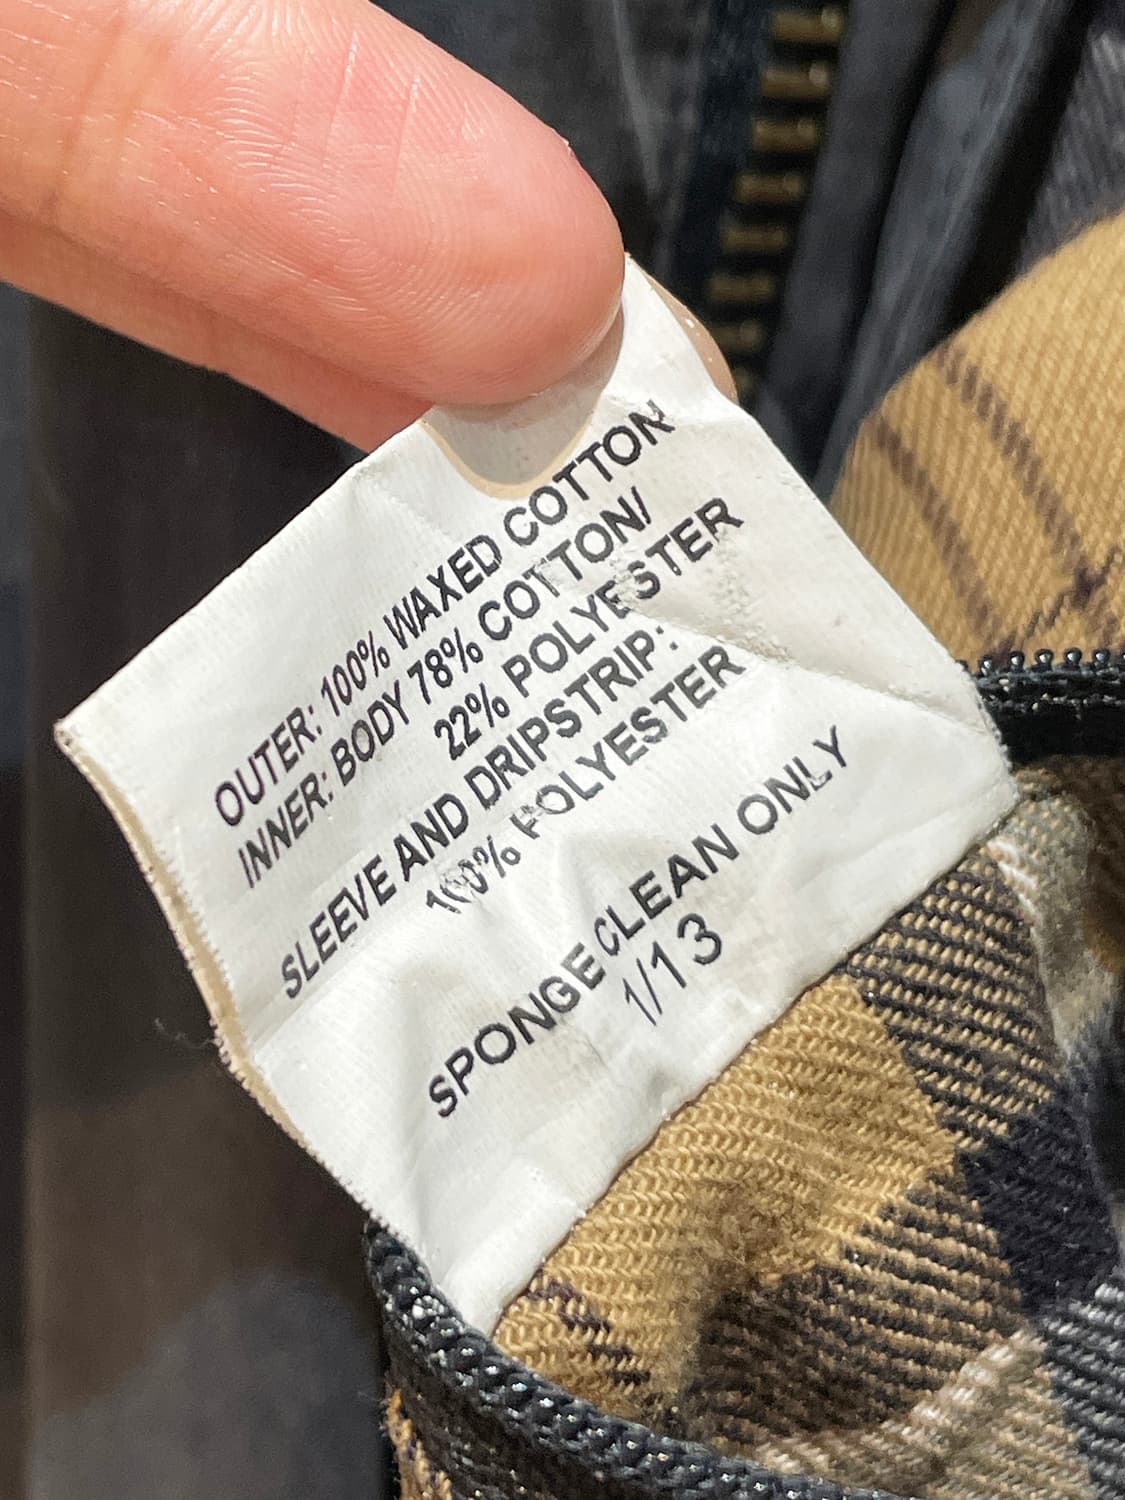 OUTER: 100% WAXED COTTON
INNER: BODY 78% COTTON/
22% POLYESTER
SLEEVE AND DRIPSTRIP:
100% POLYESTER
SPONGE CLEAN ONLY
1/13